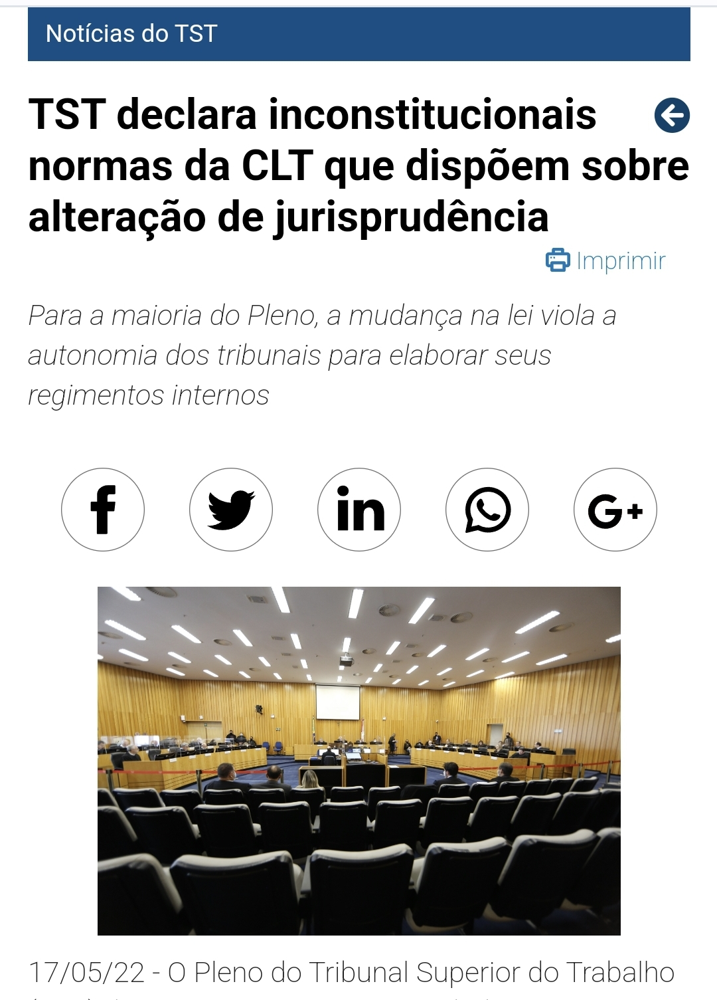 Notícias do TST
TST declara inconstitucionais
normas da CLT que dispõem sobre
alteração de jurisprudência
Imprimir
Para a maioria do Pleno, a mudança na lei viola a
autonomia dos tribunais para elaborar seus
regimentos internos
f
in
G+
17/05/22 - O Pleno do Tribunal Superior do Trabalho